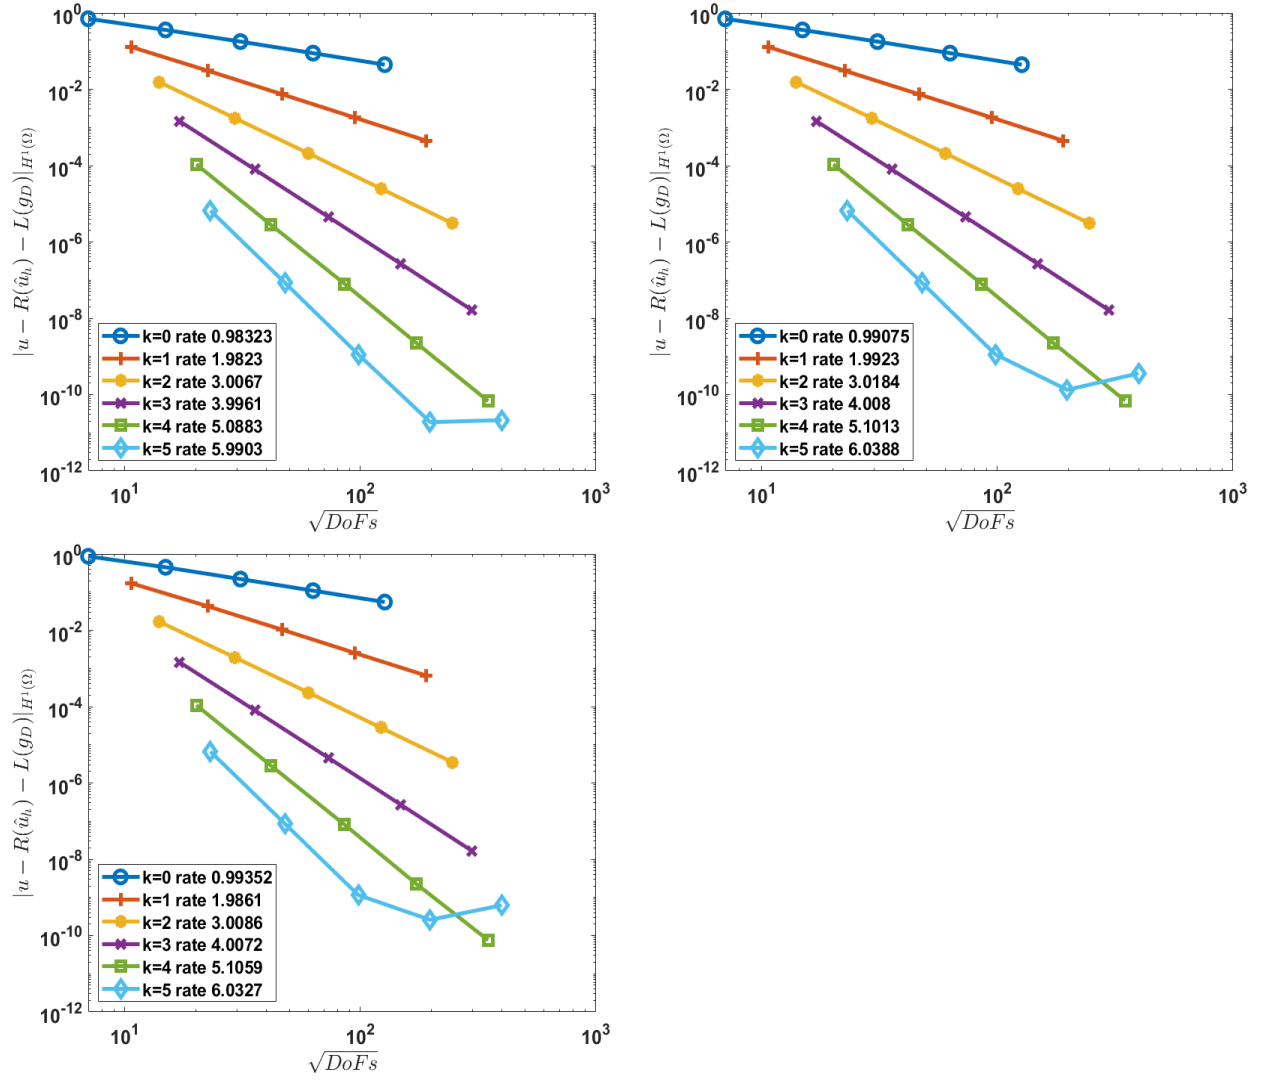 10^0
10^-2
10^-4
10^-6
10^-8
10^-10
10^-12
|u − R(û_h) − L(g_D)|_{H^1(Ω)}
k=0 rate 0.98323
k=1 rate 1.9823
k=2 rate 3.0067
k=3 rate 3.9961
k=4 rate 5.0883
k=5 rate 5.9903
10^1 10^2 10^3
√DoFs
10^0
10^-2
10^-4
10^-6
10^-8
10^-10
10^-12
|u − R(û_h) − L(g_D)|_{H^1(Ω)}
k=0 rate 0.99075
k=1 rate 1.9923
k=2 rate 3.0184
k=3 rate 4.008
k=4 rate 5.1013
k=5 rate 6.0388
10^1 10^2 10^3
√DoFs
10^0
10^-2
10^-4
10^-6
10^-8
10^-10
10^-12
|u − R(û_h) − L(g_D)|_{H^1(Ω)}
k=0 rate 0.99352
k=1 rate 1.9861
k=2 rate 3.0086
k=3 rate 4.0072
k=4 rate 5.1059
k=5 rate 6.0327
10^1 10^2 10^3
√DoFs